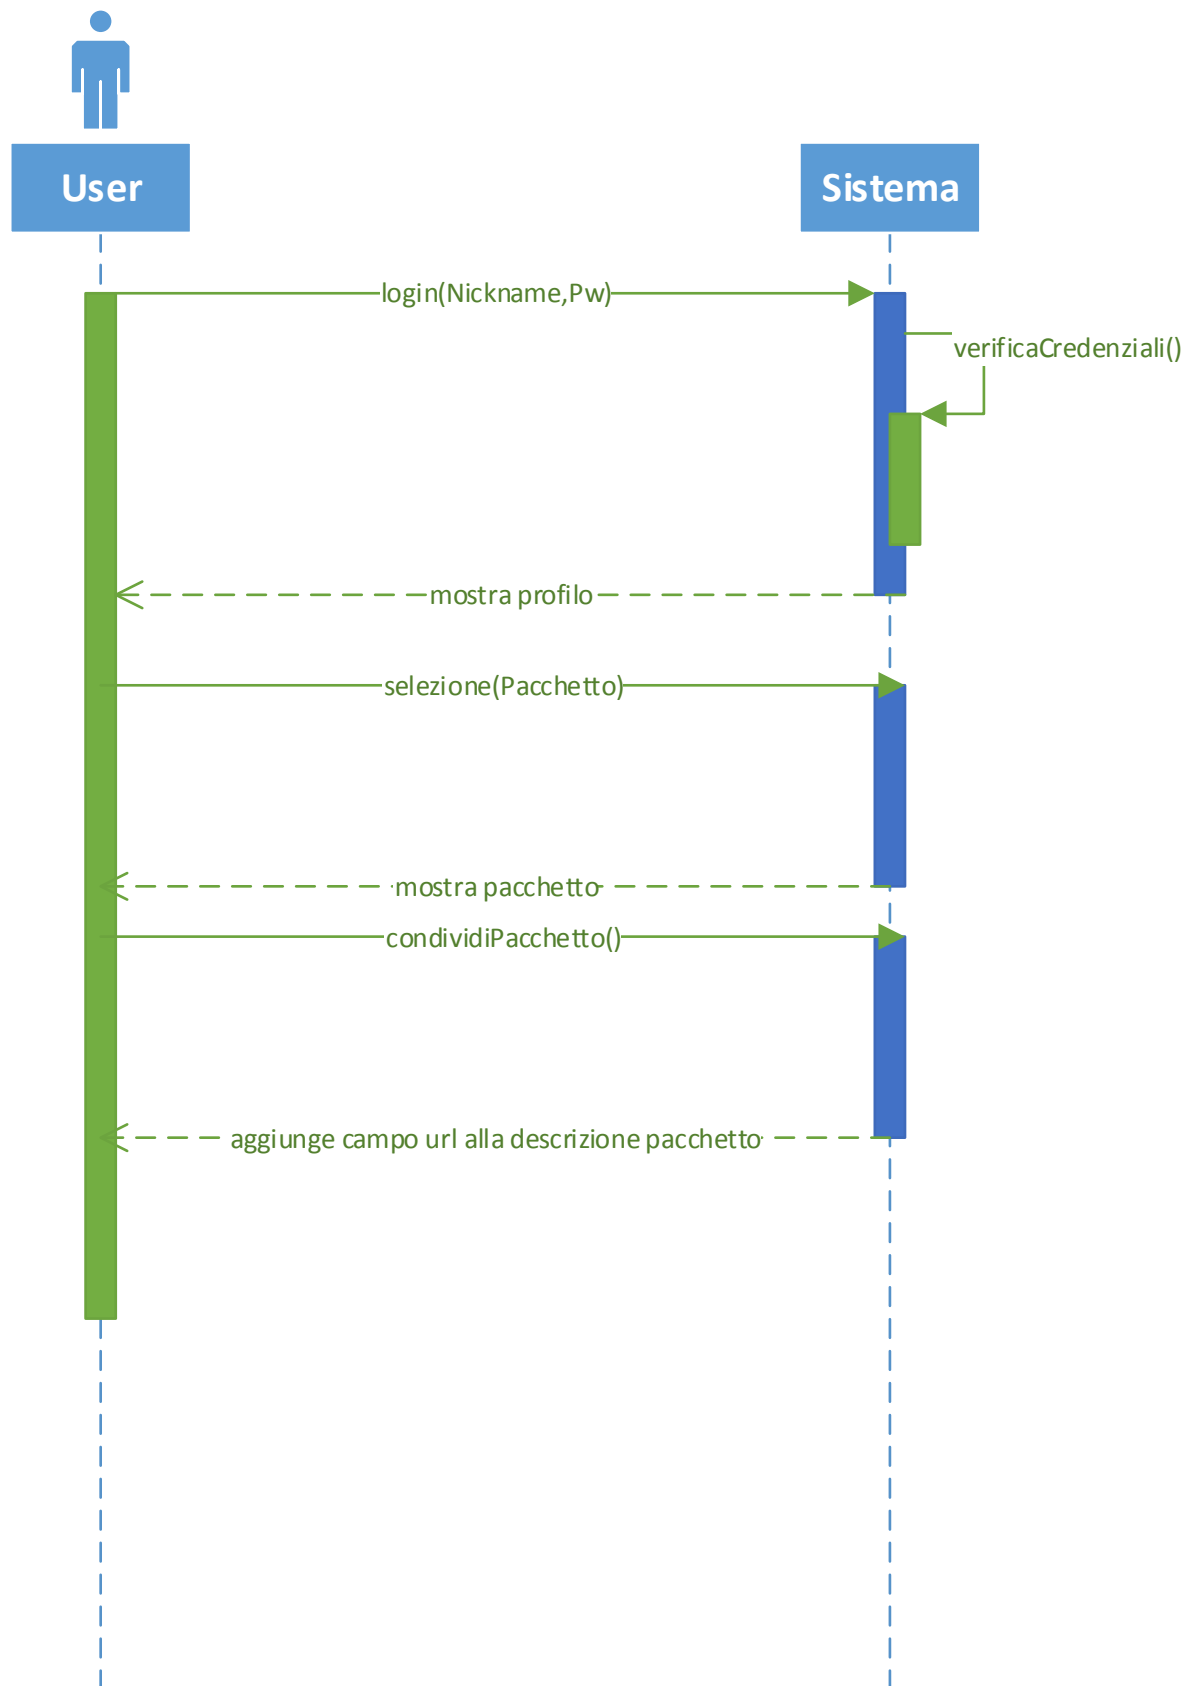 User
Sistema
login(Nickname,Pw)
verificaCredenziali()
mostra profilo
selezione(Pacchetto)
mostra pacchetto
condividiPacchetto()
aggiunge campo url alla descrizione pacchetto